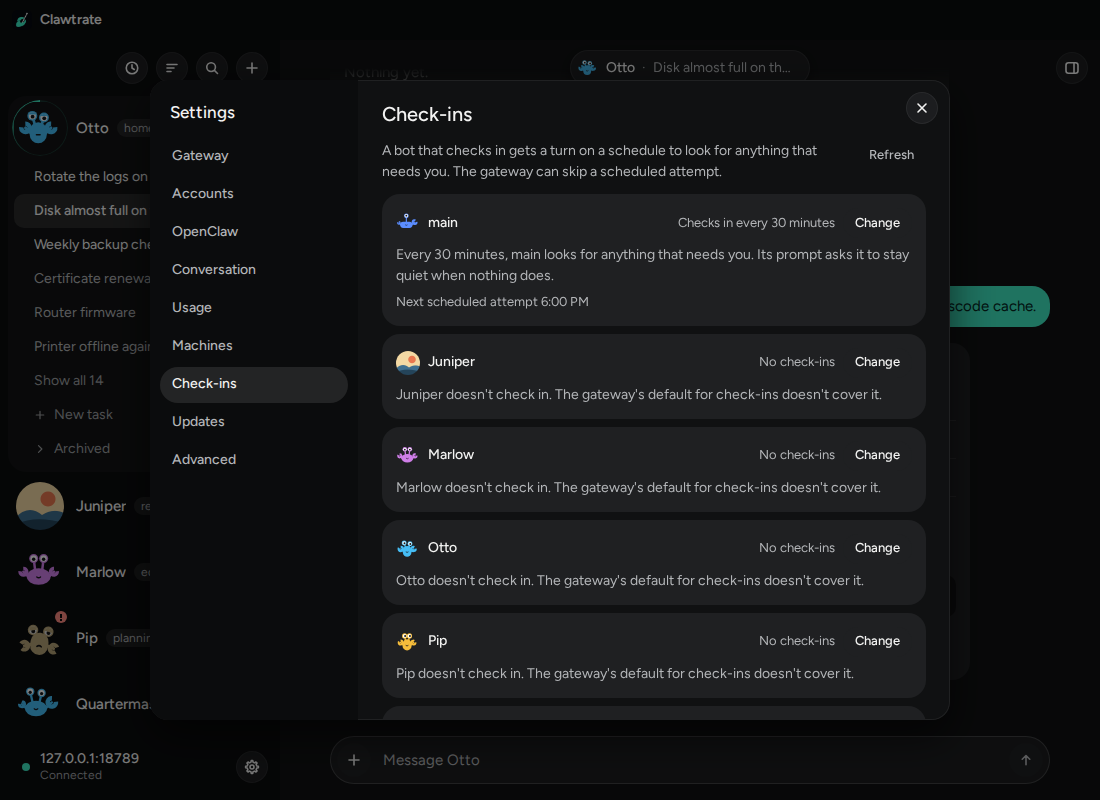 Clawtrate
Nothing yet.
Otto · Disk almost full on th...
Otto
Rotate the logs on
Disk almost full on
Weekly backup che
Certificate renewa
Router firmware
Printer offline again
Show all 14
+ New task
Archived
Juniper
Marlow
Pip plannin
Quarterma
127.0.0.1:18789
Connected
Settings
Gateway
Accounts
OpenClaw
Conversation
Usage
Machines
Check-ins
Updates
Advanced
Check-ins
A bot that checks in gets a turn on a schedule to look for anything that
needs you. The gateway can skip a scheduled attempt.
Refresh
main Checks in every 30 minutes Change
Every 30 minutes, main looks for anything that needs you. Its prompt asks it to stay
quiet when nothing does.
Next scheduled attempt 6:00 PM
Juniper No check-ins Change
Juniper doesn't check in. The gateway's default for check-ins doesn't cover it.
Marlow No check-ins Change
Marlow doesn't check in. The gateway's default for check-ins doesn't cover it.
Otto No check-ins Change
Otto doesn't check in. The gateway's default for check-ins doesn't cover it.
Pip No check-ins Change
Pip doesn't check in. The gateway's default for check-ins doesn't cover it.
scode cache.
Message Otto